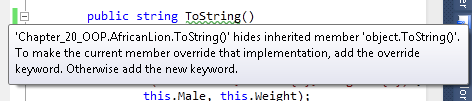 public string ToString()
'Chapter_20_OOP.AfricanLion.ToString()' hides inherited member 'object.ToString()'.
To make the current member override that implementation, add the override
keyword. Otherwise add the new keyword.
this.Male, this.Weight);